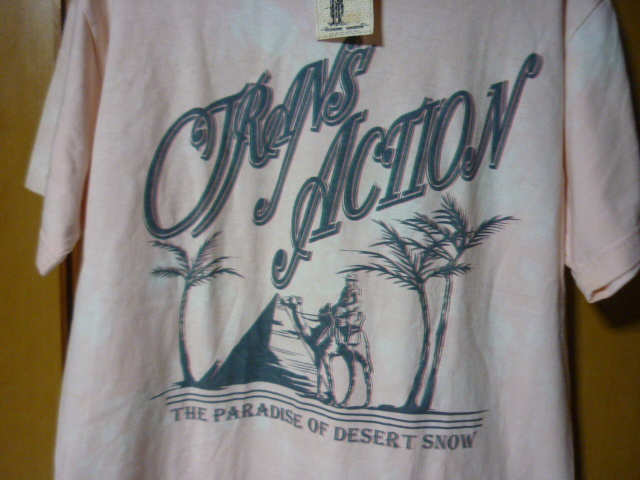 TRANS
ACTION
THE PARADISE OF DESERT SNOW